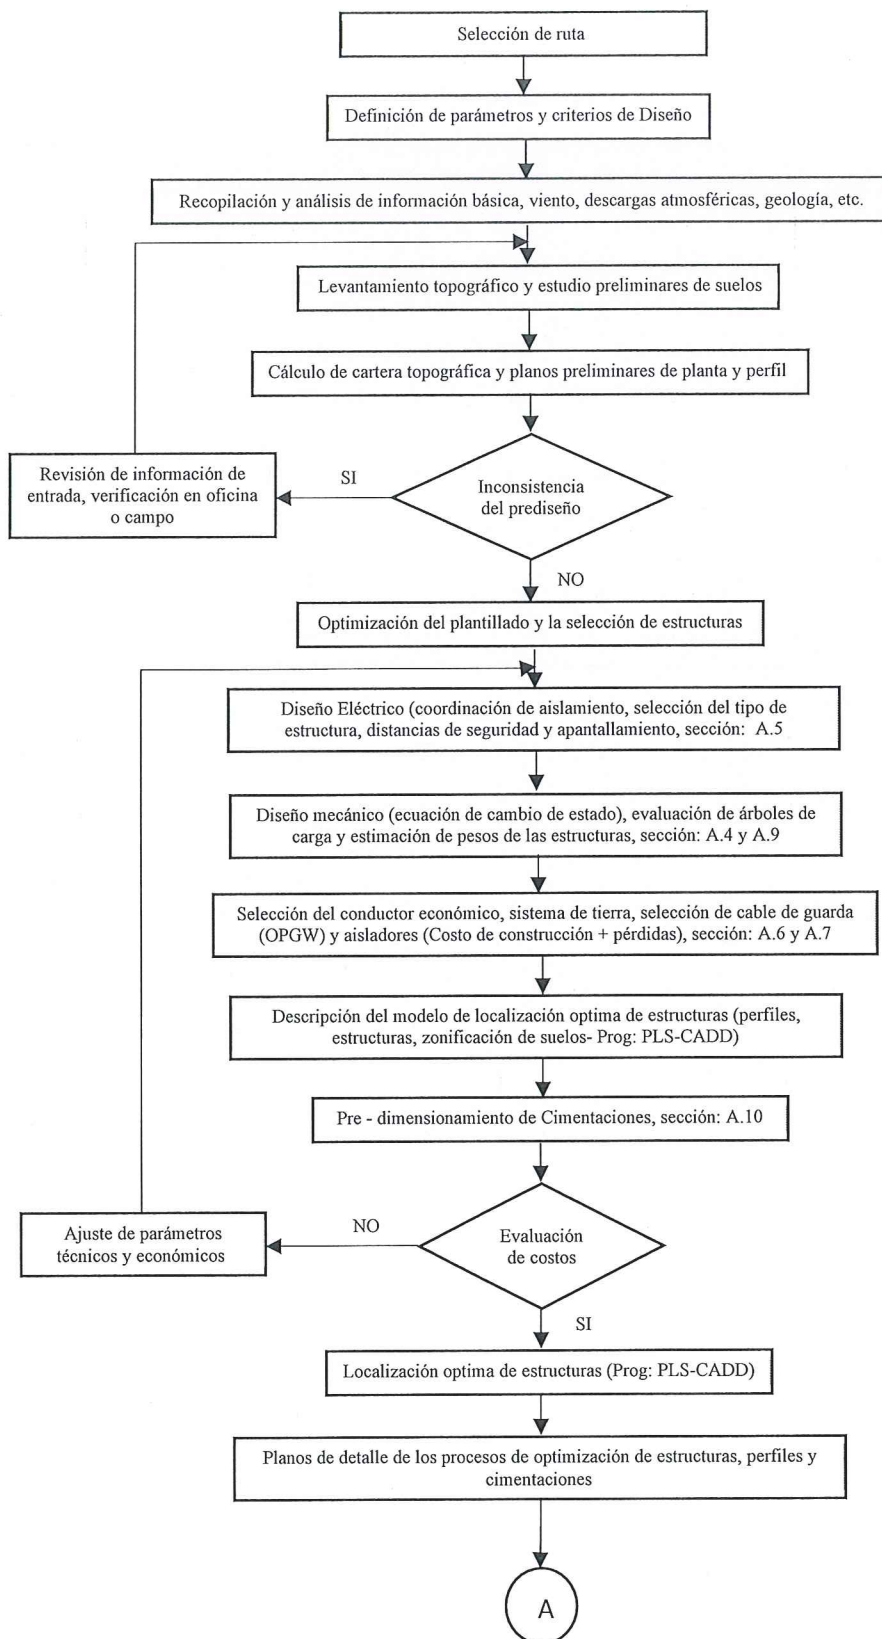 Selección de ruta
Definición de parámetros y criterios de Diseño
Recopilación y análisis de información básica, viento, descargas atmosféricas, geología, etc.
Levantamiento topográfico y estudio preliminares de suelos
Cálculo de cartera topográfica y planos preliminares de planta y perfil
Revisión de información de
entrada, verificación en oficina
o campo
SI
Inconsistencia
del prediseño
NO
Optimización del plantillado y la selección de estructuras
Diseño Eléctrico (coordinación de aislamiento, selección del tipo de
estructura, distancias de seguridad y apantallamiento, sección: A.5
Diseño mecánico (ecuación de cambio de estado), evaluación de árboles de
carga y estimación de pesos de las estructuras, sección: A.4 y A.9
Selección del conductor económico, sistema de tierra, selección de cable de guarda
(OPGW) y aisladores (Costo de construcción + pérdidas), sección: A.6 y A.7
Descripción del modelo de localización optima de estructuras (perfiles,
estructuras, zonificación de suelos- Prog: PLS-CADD)
Pre - dimensionamiento de Cimentaciones, sección: A.10
Ajuste de parámetros
técnicos y económicos
NO
Evaluación
de costos
SI
Localización optima de estructuras (Prog: PLS-CADD)
Planos de detalle de los procesos de optimización de estructuras, perfiles y
cimentaciones
A